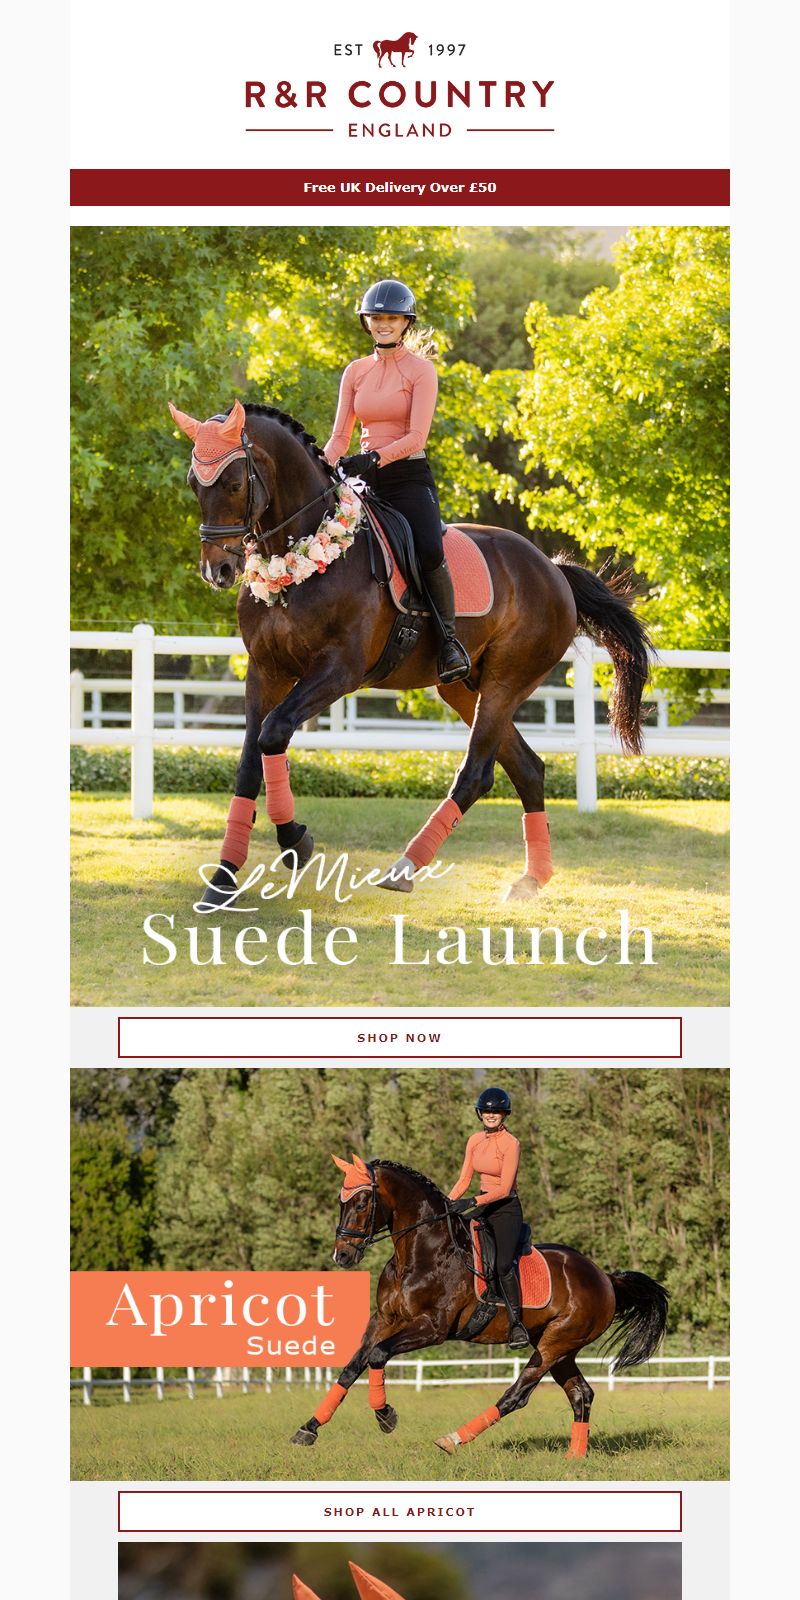 EST 1997
R&R COUNTRY
ENGLAND
Free UK Delivery Over £50
LeMieux
Suede Launch
SHOP NOW
Apricot
Suede
SHOP ALL APRICOT